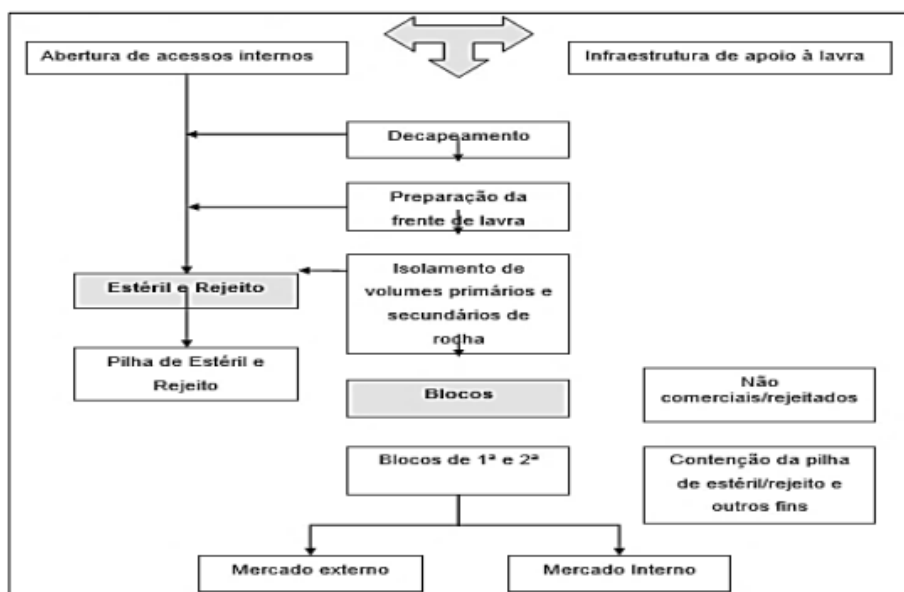 Abertura de acessos internos
Infraestrutura de apoio à lavra
Decapeamento
Preparação da
frente de lavra
Isolamento de
volumes primários e
secundários de
rocha
Estéril e Rejeito
Pilha de Estéril e
Rejeito
Blocos
Não
comerciais/rejeitados
Blocos de 1ª e 2ª
Contenção da pilha
de estéril/rejeito e
outros fins
Mercado externo
Mercado Interno